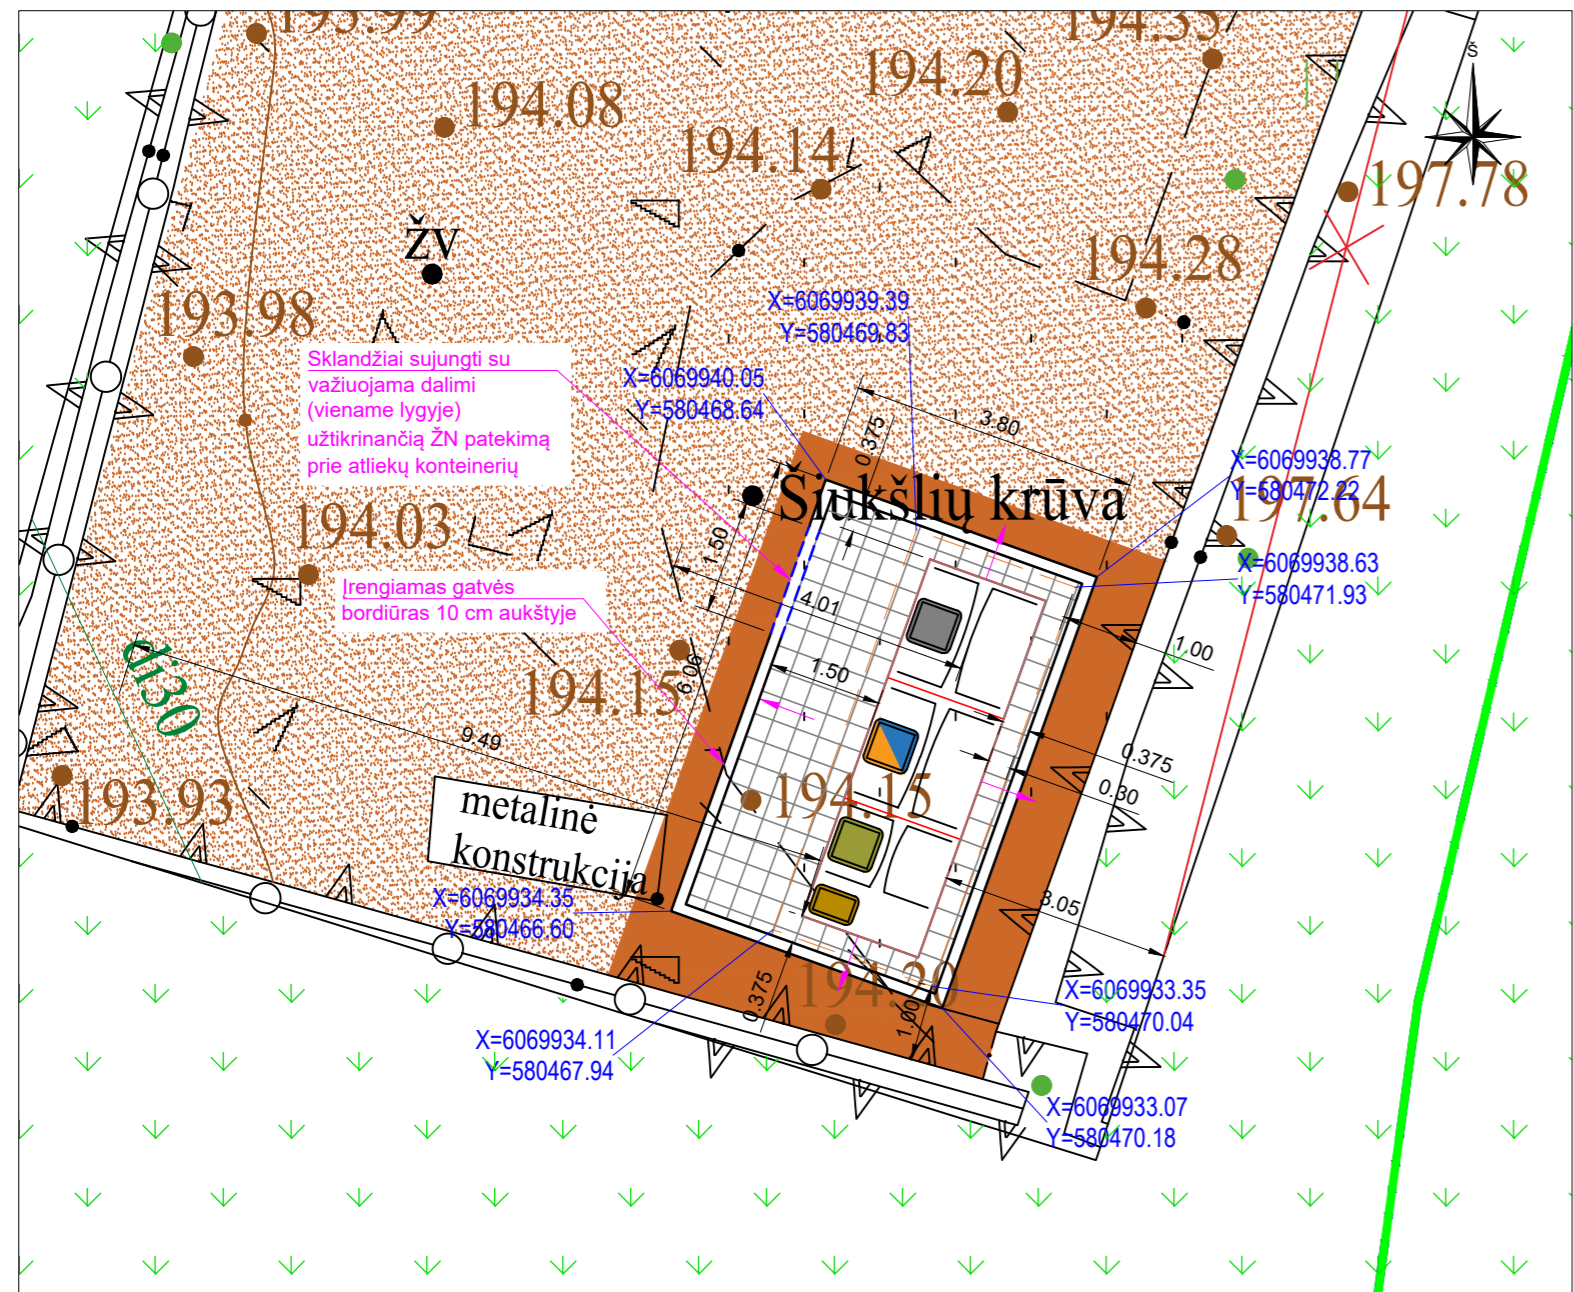 193.99
194.35
Š
194.20
194.08
194.14
197.78
ŽV
194.28
193.98
X=6069939.39
Y=580469.83
Sklandžiai sujungti su
važiuojama dalimi
(viename lygyje)
užtikrinančią ŽN patekimą
prie atliekų konteinerių
X=6069940.05
Y=580468.64
0.375
3.80
X=6069938.77
Y=580472.22
197.64
Šiukšlių krūva
194.03
1.50
X=6069938.63
Y=580471.93
Įrengiamas gatvės
bordiūras 10 cm aukštyje
4.01
1.00
di30
194.15
6.06
1.50
9.49
0.375
0.30
193.93
194.15
metalinė
konstrukcija
X=6069934.35
Y=580466.60
3.05
194.20
0.375
1.00
X=6069933.35
Y=580470.04
X=6069934.11
Y=580467.94
X=6069933.07
Y=580470.18